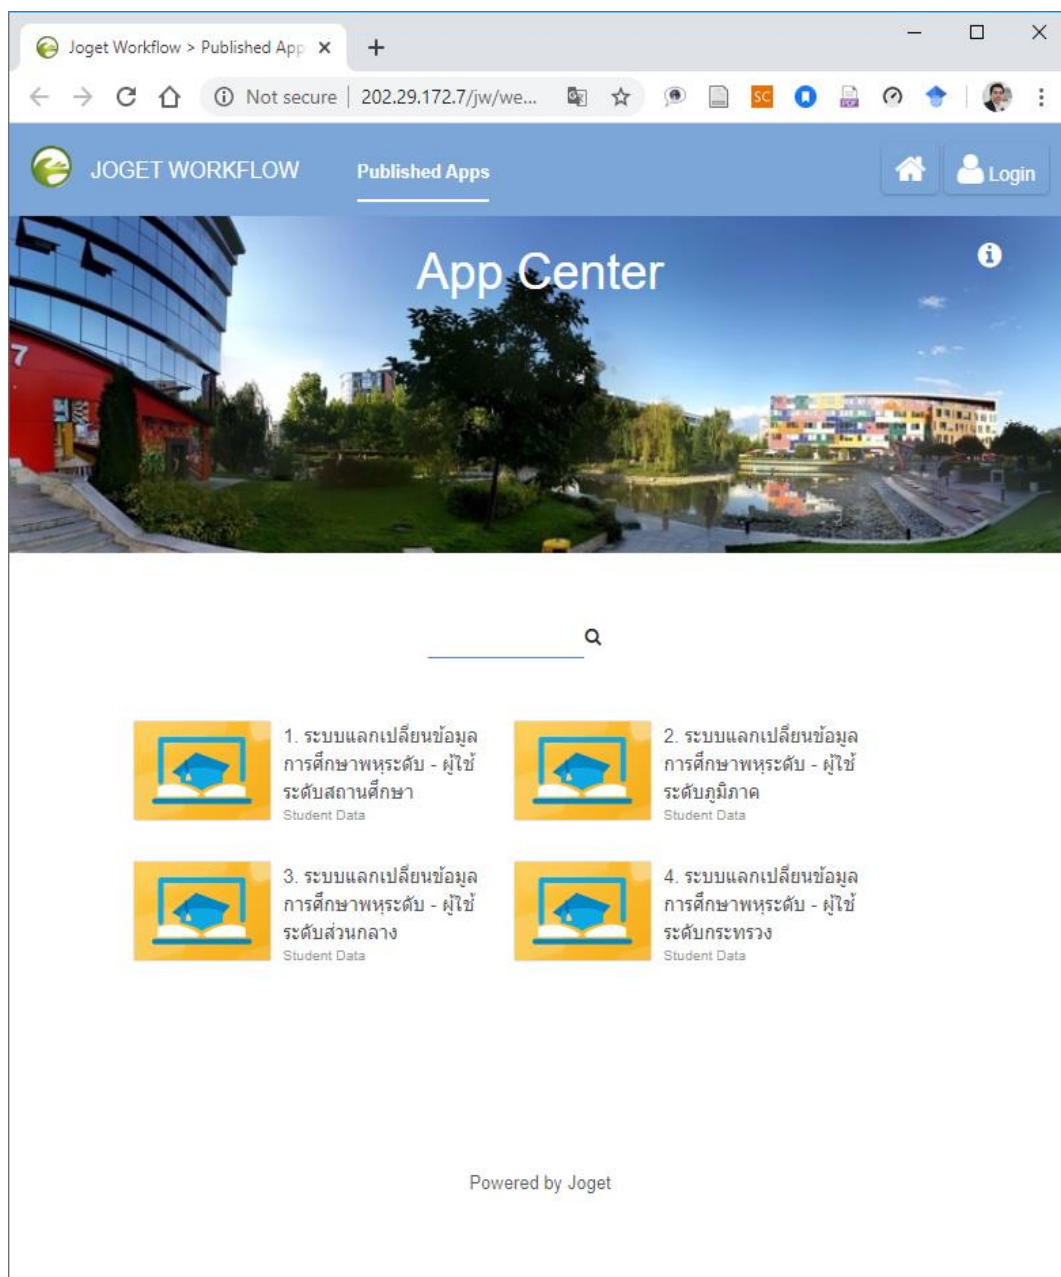 Joget Workflow > Published App
Not secure | 202.29.172.7/jw/we...
SC
PDF
JOGET WORKFLOW
Published Apps
Login
App Center
7
1. ระบบแลกเปลี่ยนข้อมูล
การศึกษาพหุระดับ - ผู้ใช้
ระดับสถานศึกษา
Student Data
2. ระบบแลกเปลี่ยนข้อมูล
การศึกษาพหุระดับ - ผู้ใช้
ระดับภูมิภาค
Student Data
3. ระบบแลกเปลี่ยนข้อมูล
การศึกษาพหุระดับ - ผู้ใช้
ระดับส่วนกลาง
Student Data
4. ระบบแลกเปลี่ยนข้อมูล
การศึกษาพหุระดับ - ผู้ใช้
ระดับกระทรวง
Student Data
Powered by Joget